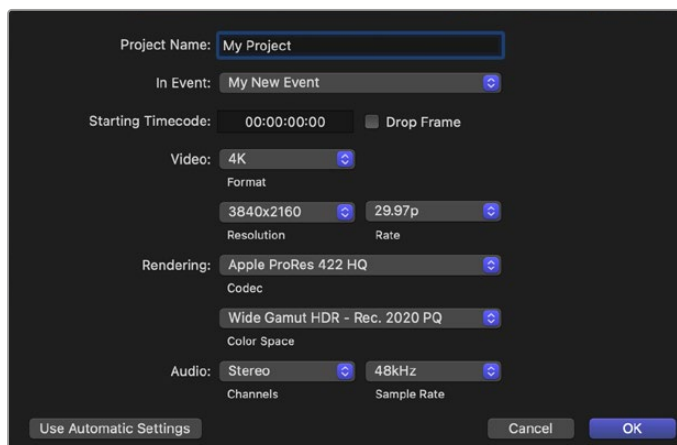 Project Name: My Project
In Event: My New Event
Starting Timecode: 00:00:00:00 Drop Frame
Video: 4K
Format
3840x2160 29.97p
Resolution Rate
Rendering: Apple ProRes 422 HQ
Codec
Wide Gamut HDR - Rec. 2020 PQ
Color Space
Audio: Stereo 48kHz
Channels Sample Rate
Use Automatic Settings Cancel OK